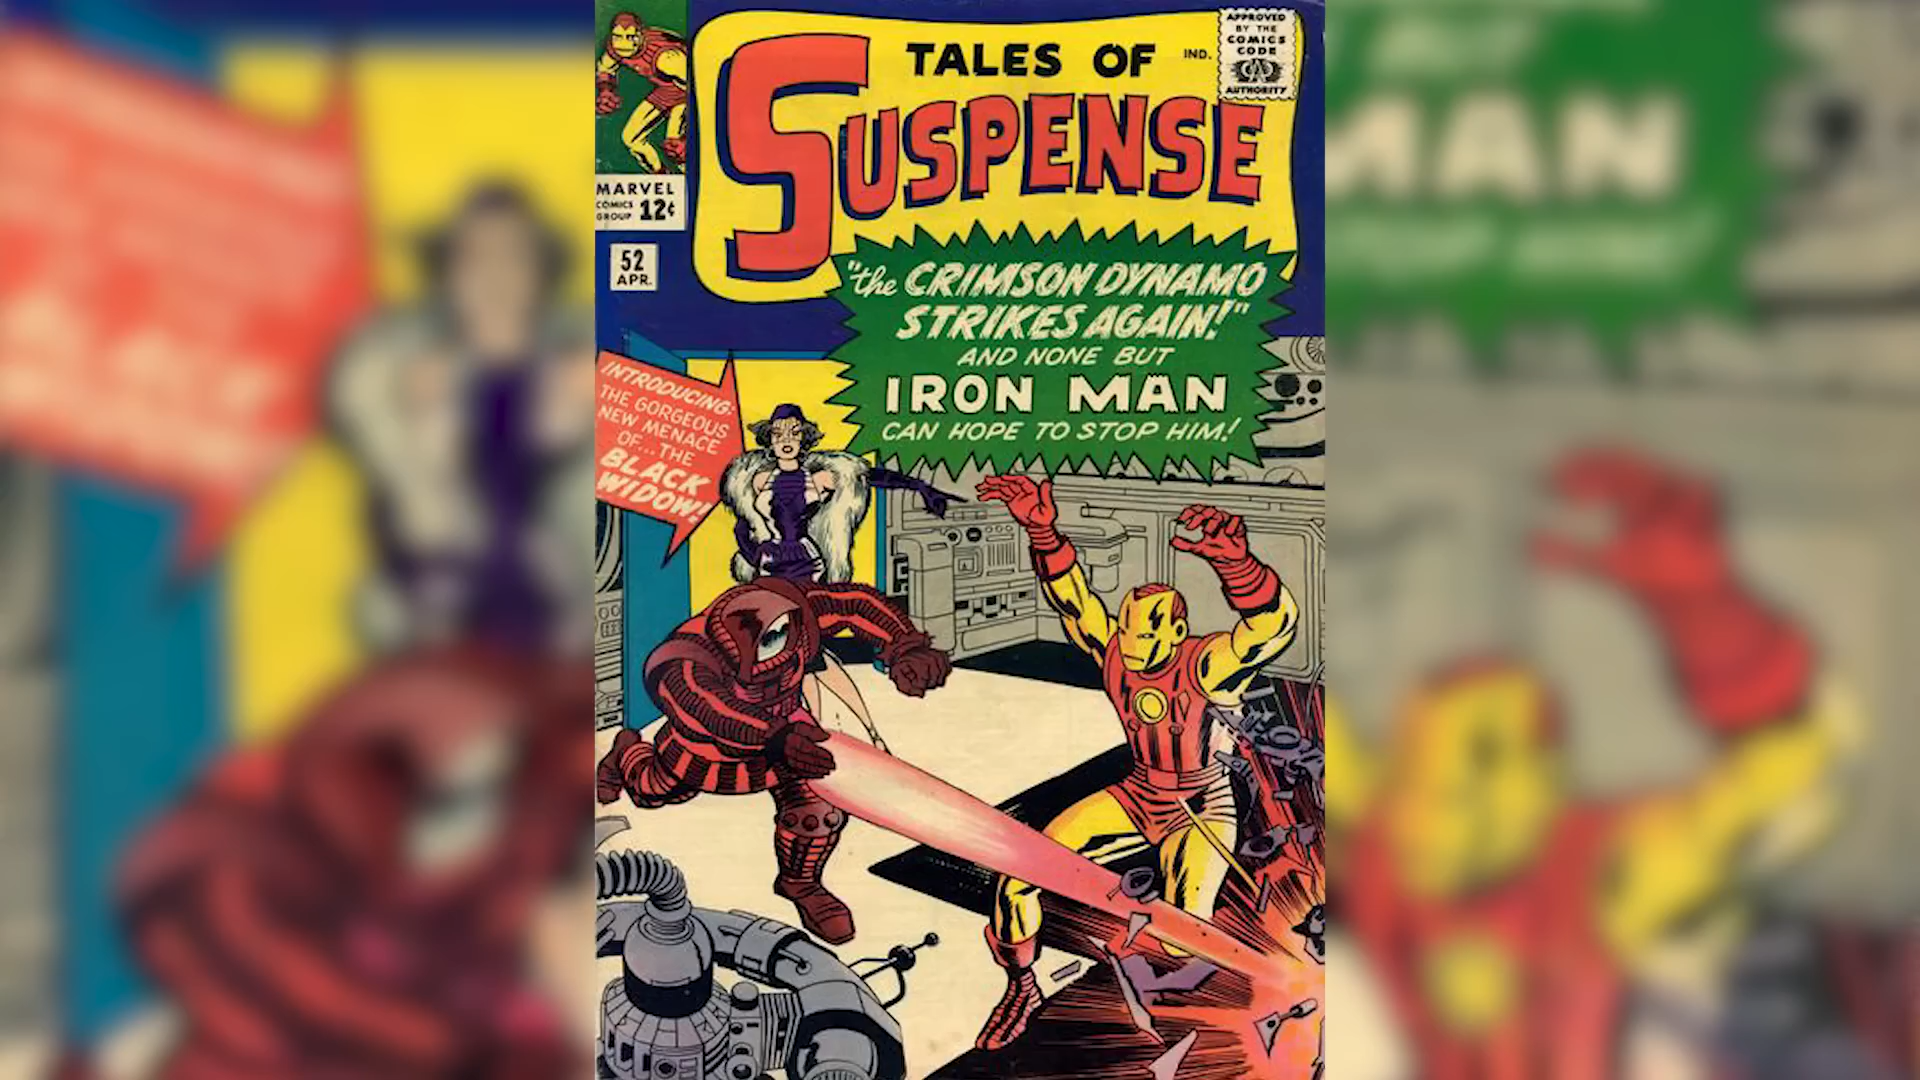 TALES OF
SUSPENSE
IND.
APPROVED
BY THE
COMICS
CODE
AUTHORITY
MARVEL
COMICS
GROUP
12¢
52
APR.
"the CRIMSON DYNAMO
STRIKES AGAIN!"
AND NONE BUT
IRON MAN
CAN HOPE TO STOP HIM!
INTRODUCING:
THE GORGEOUS
NEW MENACE
OF... THE
BLACK
WIDOW!
MAN